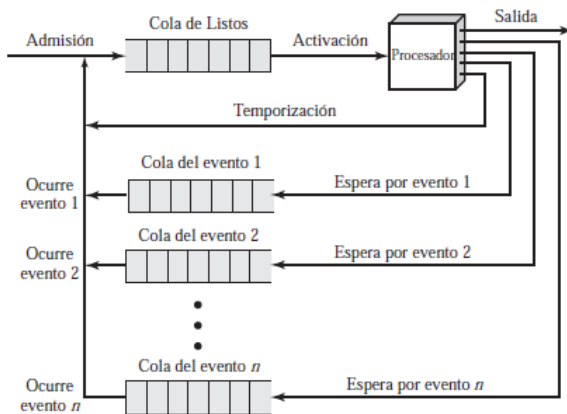 Cola de Listos
Salida
Admisión
Activación
Procesador
Temporización
Cola del evento 1
Ocurre
evento 1
Espera por evento 1
Cola del evento 2
Ocurre
evento 2
Espera por evento 2
Cola del evento n
Ocurre
evento n
Espera por evento n